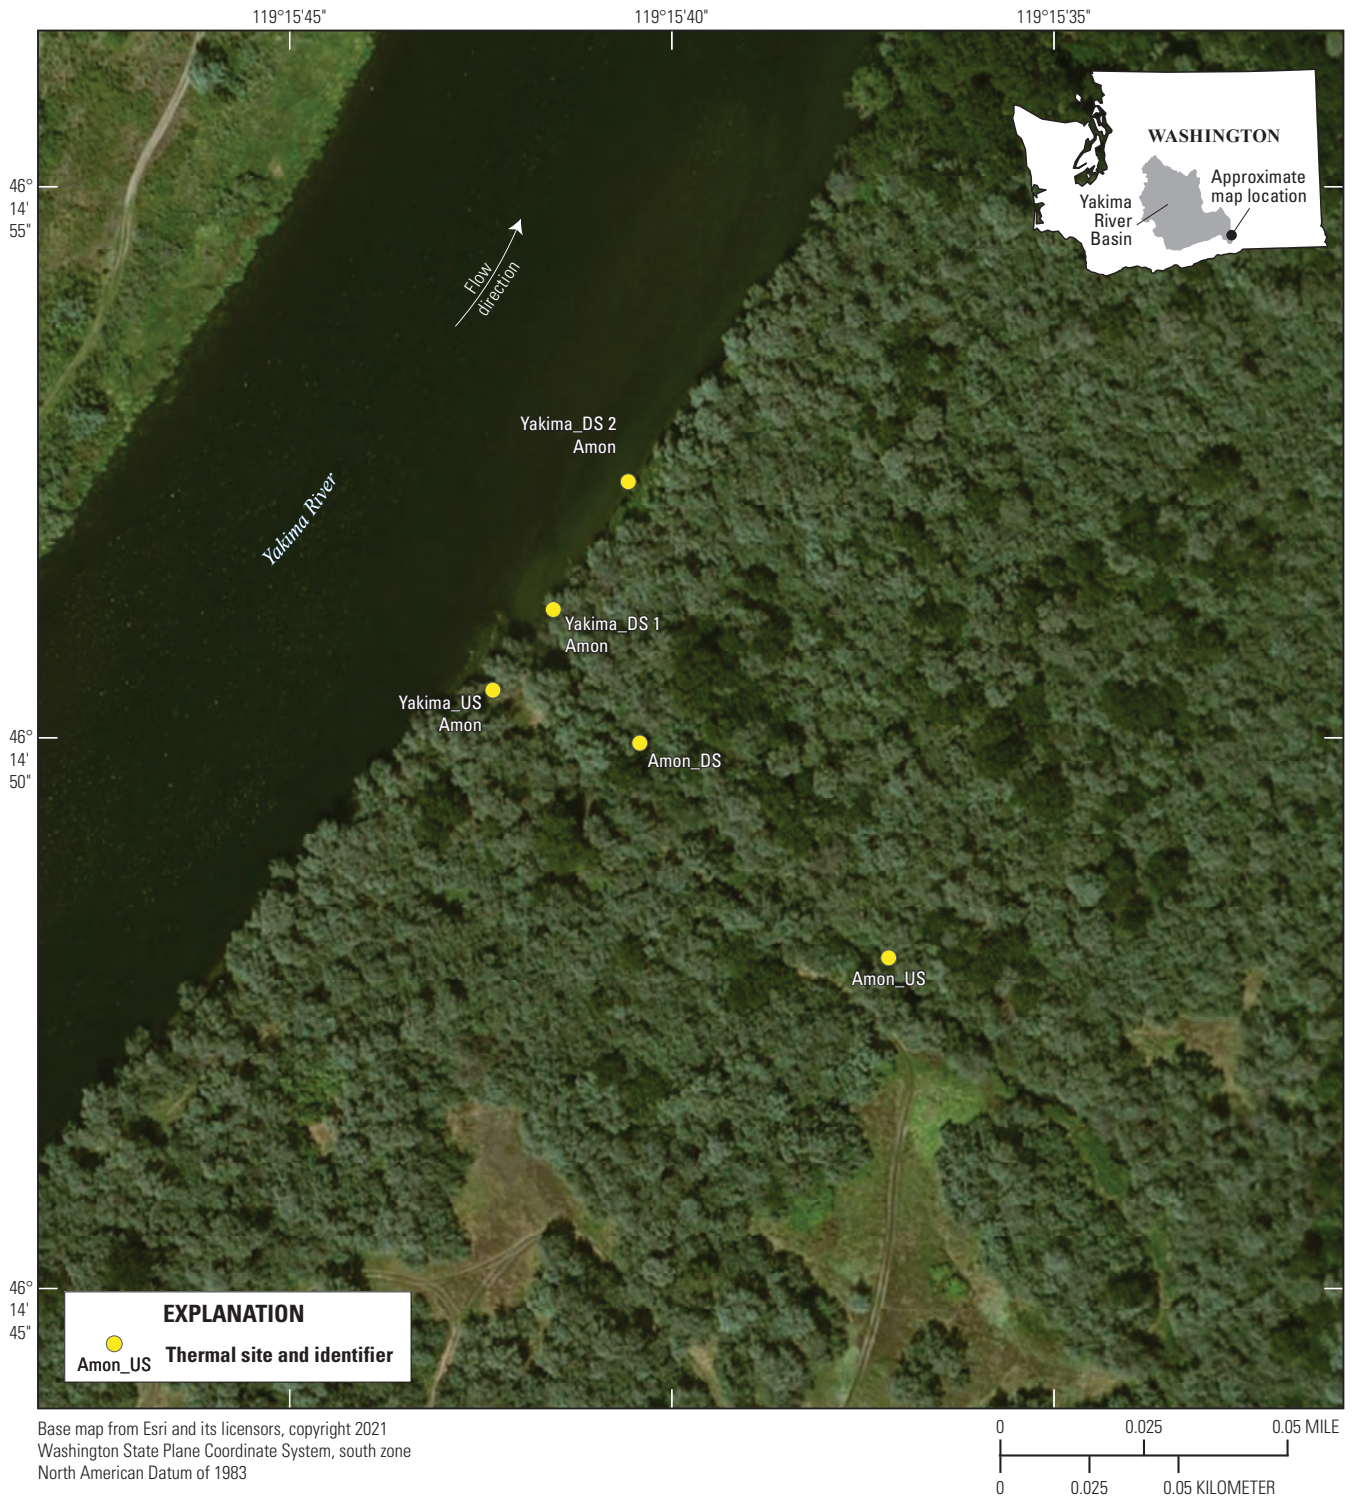 119°15'45"
119°15'40"
119°15'35"
46°
14'
55"
WASHINGTON
Yakima
River
Basin
Approximate
map location
Flow
direction
Yakima_DS 2
Amon
Yakima River
Yakima_DS 1
Amon
Yakima_US
Amon
46°
14'
50"
Amon_DS
Amon_US
46°
14'
45"
EXPLANATION
Amon_US
Thermal site and identifier
Base map from Esri and its licensors, copyright 2021
Washington State Plane Coordinate System, south zone
North American Datum of 1983
0 0.025 0.05 MILE
0 0.025 0.05 KILOMETER